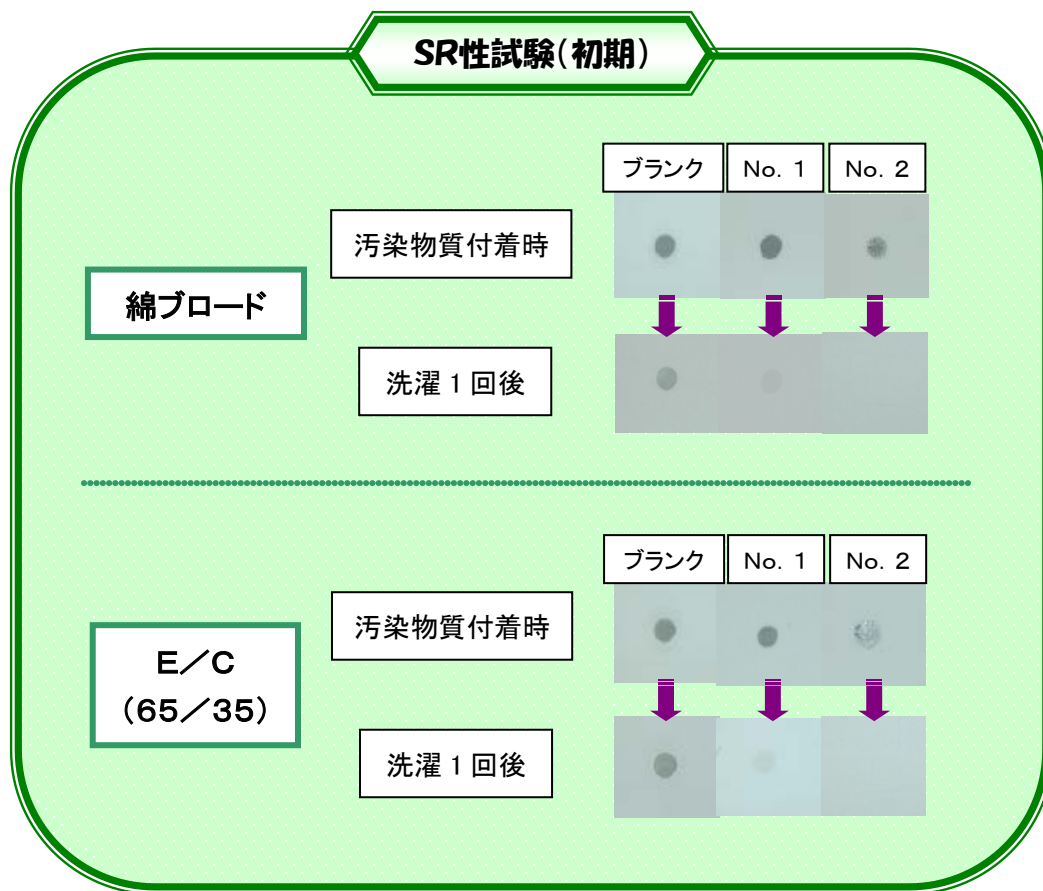 SR性試験(初期)
ブランク
No. 1
No. 2
汚染物質付着時
綿ブロード
洗濯1回後
ブランク
No. 1
No. 2
汚染物質付着時
E/C
(65/35)
洗濯1回後